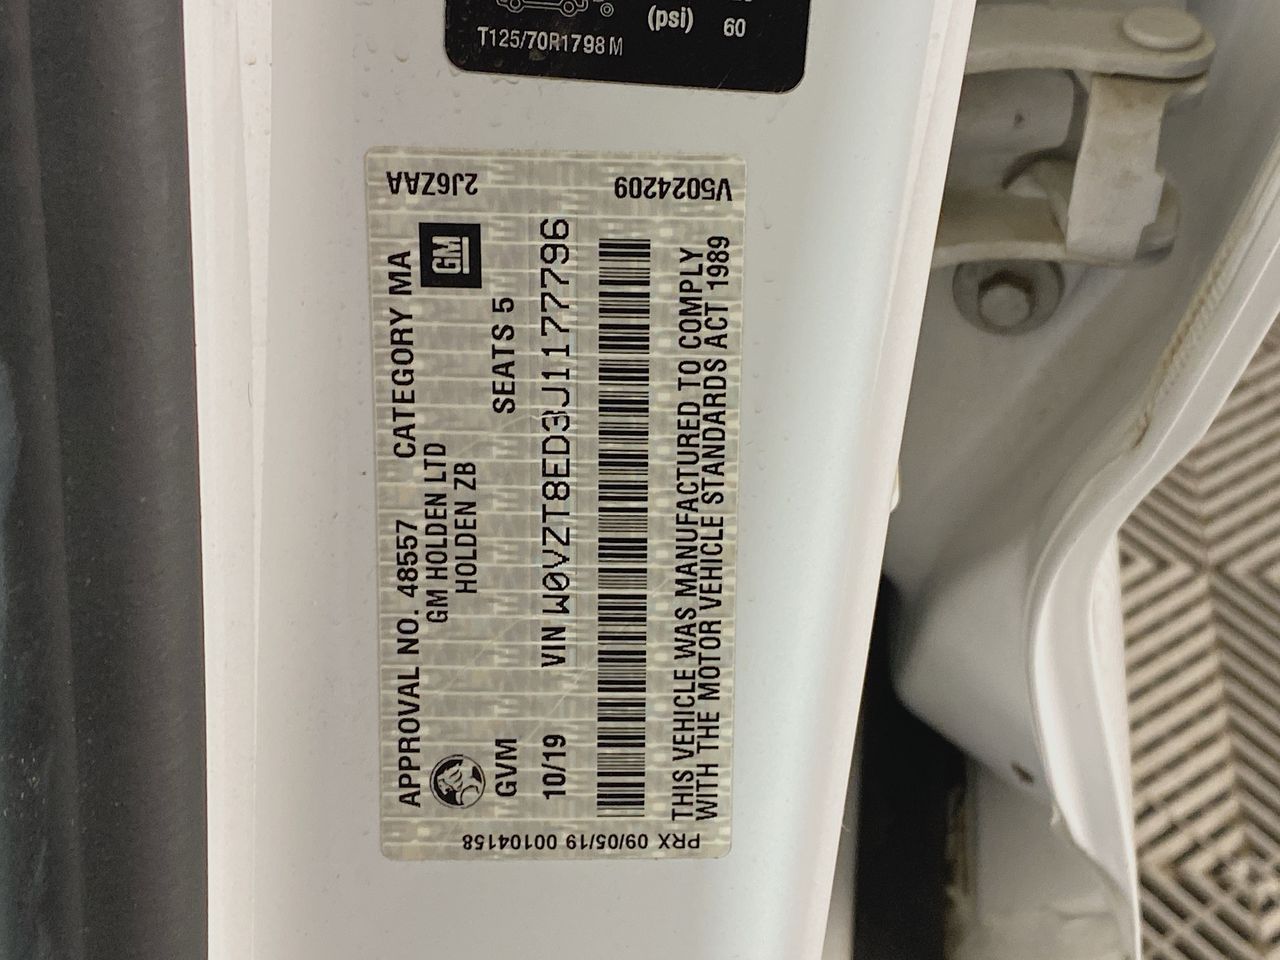 (psi) 60
T125/70R17 98M
2J6ZAA
V5024209
APPROVAL NO. 48557 CATEGORY MA
GM HOLDEN LTD
GM
HOLDEN ZB
GVM SEATS 5
10/19 VIN W0VZT8ED3J1177796
THIS VEHICLE WAS MANUFACTURED TO COMPLY
WITH THE MOTOR VEHICLE STANDARDS ACT 1989
PRX 09/05/19 00104158